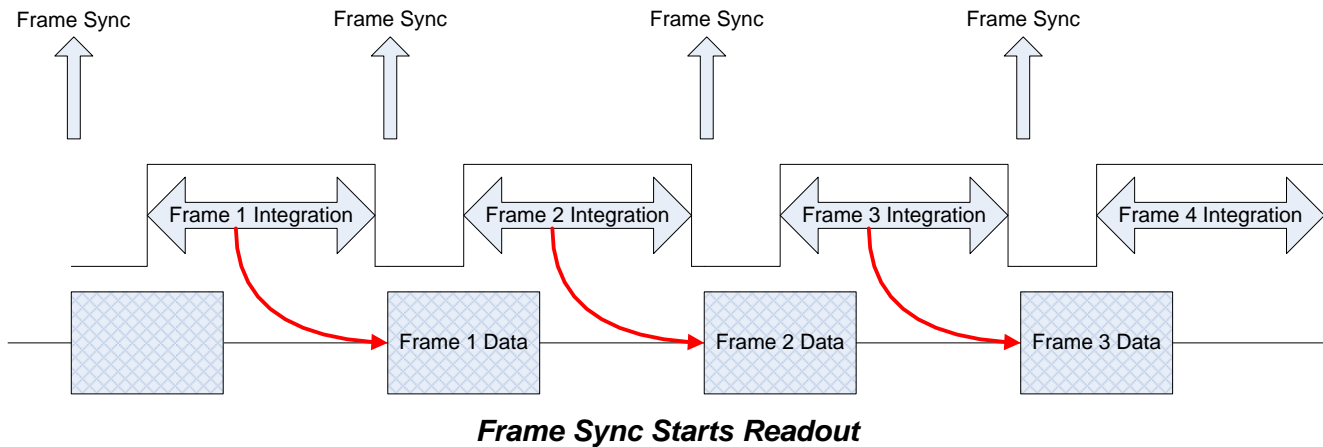 Frame Sync
Frame Sync
Frame Sync
Frame Sync
Frame 1 Integration
Frame 2 Integration
Frame 3 Integration
Frame 4 Integration
Frame 1 Data
Frame 2 Data
Frame 3 Data
Frame Sync Starts Readout